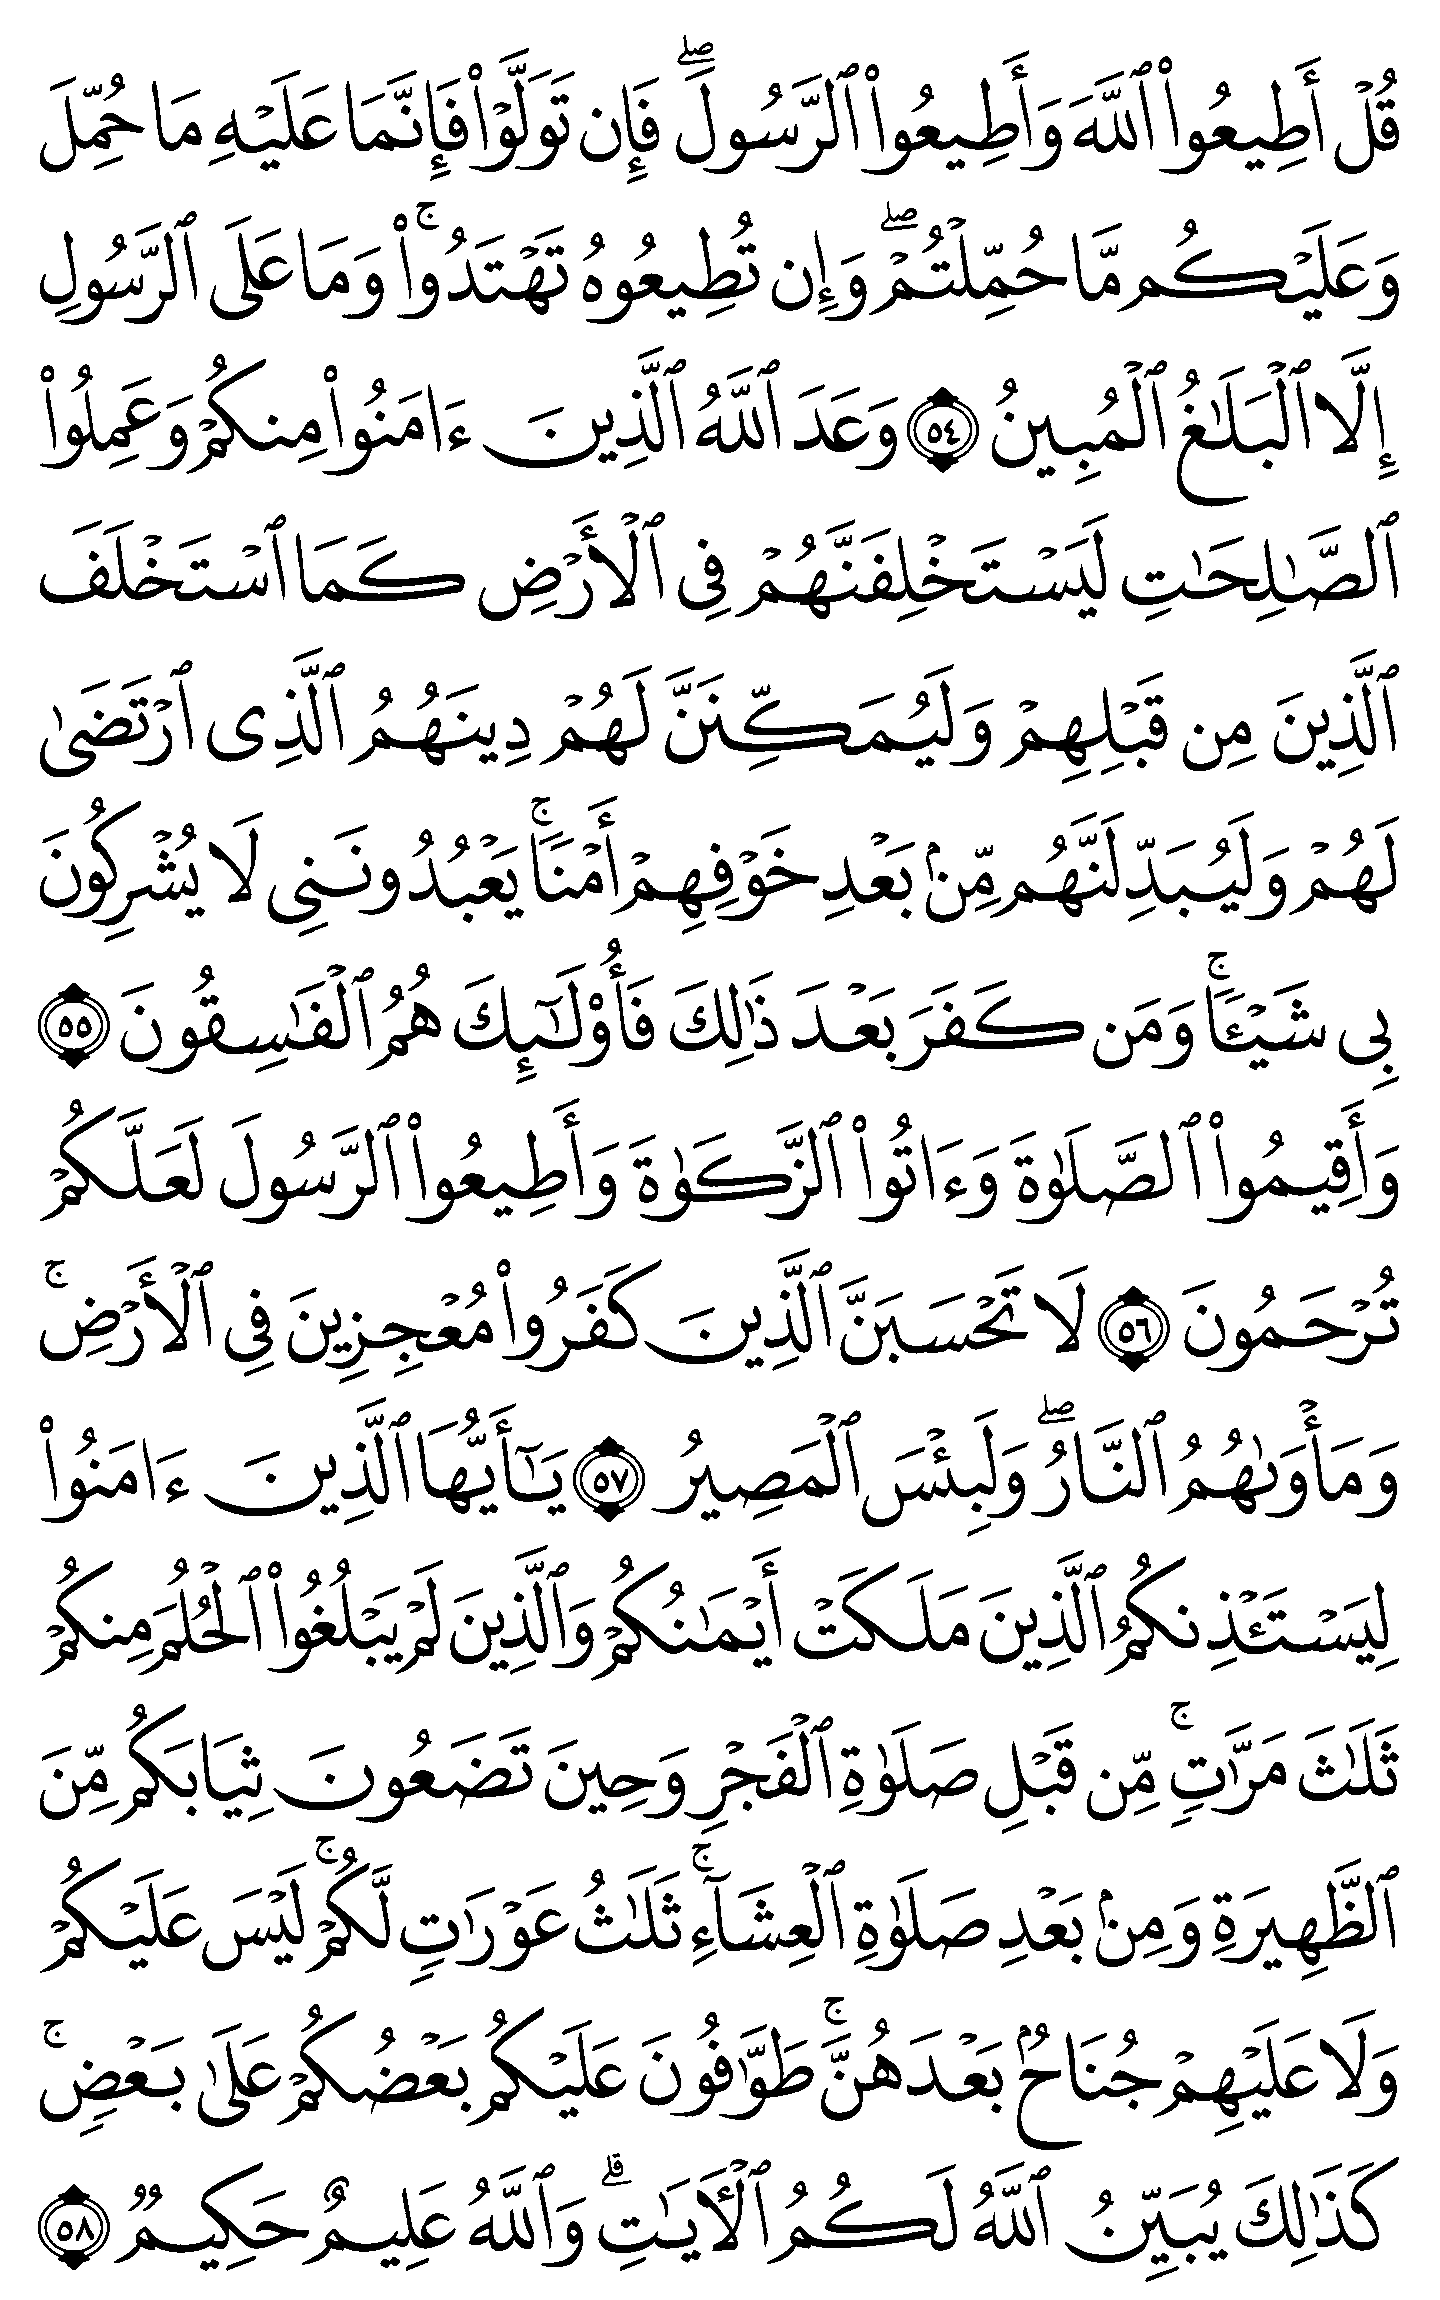 قُلْ أَطِيعُوا۟ ٱللَّهَ وَأَطِيعُوا۟ ٱلرَّسُولَ ۖ فَإِن تَوَلَّوْا۟ فَإِنَّمَا عَلَيْهِ مَا حُمِّلَ
وَعَلَيْكُم مَّا حُمِّلْتُمْ ۖ وَإِن تُطِيعُوهُ تَهْتَدُوا۟ ۚ وَمَا عَلَى ٱلرَّسُولِ
إِلَّا ٱلْبَلَـٰغُ ٱلْمُبِينُ ٥٤ وَعَدَ ٱللَّهُ ٱلَّذِينَ ءَامَنُوا۟ مِنكُمْ وَعَمِلُوا۟
ٱلصَّـٰلِحَـٰتِ لَيَسْتَخْلِفَنَّهُمْ فِى ٱلْأَرْضِ كَمَا ٱسْتَخْلَفَ
ٱلَّذِينَ مِن قَبْلِهِمْ وَلَيُمَكِّنَنَّ لَهُمْ دِينَهُمُ ٱلَّذِى ٱرْتَضَىٰ
لَهُمْ وَلَيُبَدِّلَنَّهُم مِّنۢ بَعْدِ خَوْفِهِمْ أَمْنًا ۚ يَعْبُدُونَنِى لَا يُشْرِكُونَ
بِى شَيْـًٔا ۚ وَمَن كَفَرَ بَعْدَ ذَٰلِكَ فَأُو۟لَـٰٓئِكَ هُمُ ٱلْفَـٰسِقُونَ ٥٥
وَأَقِيمُوا۟ ٱلصَّلَوٰةَ وَءَاتُوا۟ ٱلزَّكَوٰةَ وَأَطِيعُوا۟ ٱلرَّسُولَ لَعَلَّكُمْ
تُرْحَمُونَ ٥٦ لَا تَحْسَبَنَّ ٱلَّذِينَ كَفَرُوا۟ مُعْجِزِينَ فِى ٱلْأَرْضِ ۚ
وَمَأْوَىٰهُمُ ٱلنَّارُ ۖ وَلَبِئْسَ ٱلْمَصِيرُ ٥٧ يَـٰٓأَيُّهَا ٱلَّذِينَ ءَامَنُوا۟
لِيَسْتَـْٔذِنكُمُ ٱلَّذِينَ مَلَكَتْ أَيْمَـٰنُكُمْ وَٱلَّذِينَ لَمْ يَبْلُغُوا۟ ٱلْحُلُمَ مِنكُمْ
ثَلَـٰثَ مَرَّٰتٍ ۚ مِّن قَبْلِ صَلَوٰةِ ٱلْفَجْرِ وَحِينَ تَضَعُونَ ثِيَابَكُم مِّنَ
ٱلظَّهِيرَةِ وَمِنۢ بَعْدِ صَلَوٰةِ ٱلْعِشَآءِ ۚ ثَلَـٰثُ عَوْرَٰتٍ لَّكُمْ ۚ لَيْسَ عَلَيْكُمْ
وَلَا عَلَيْهِمْ جُنَاحٌۢ بَعْدَهُنَّ ۚ طَوَّٰفُونَ عَلَيْكُم بَعْضُكُمْ عَلَىٰ بَعْضٍ ۚ
كَذَٰلِكَ يُبَيِّنُ ٱللَّهُ لَكُمُ ٱلْـَٔايَـٰتِ ۗ وَٱللَّهُ عَلِيمٌ حَكِيمٌ ٥٨